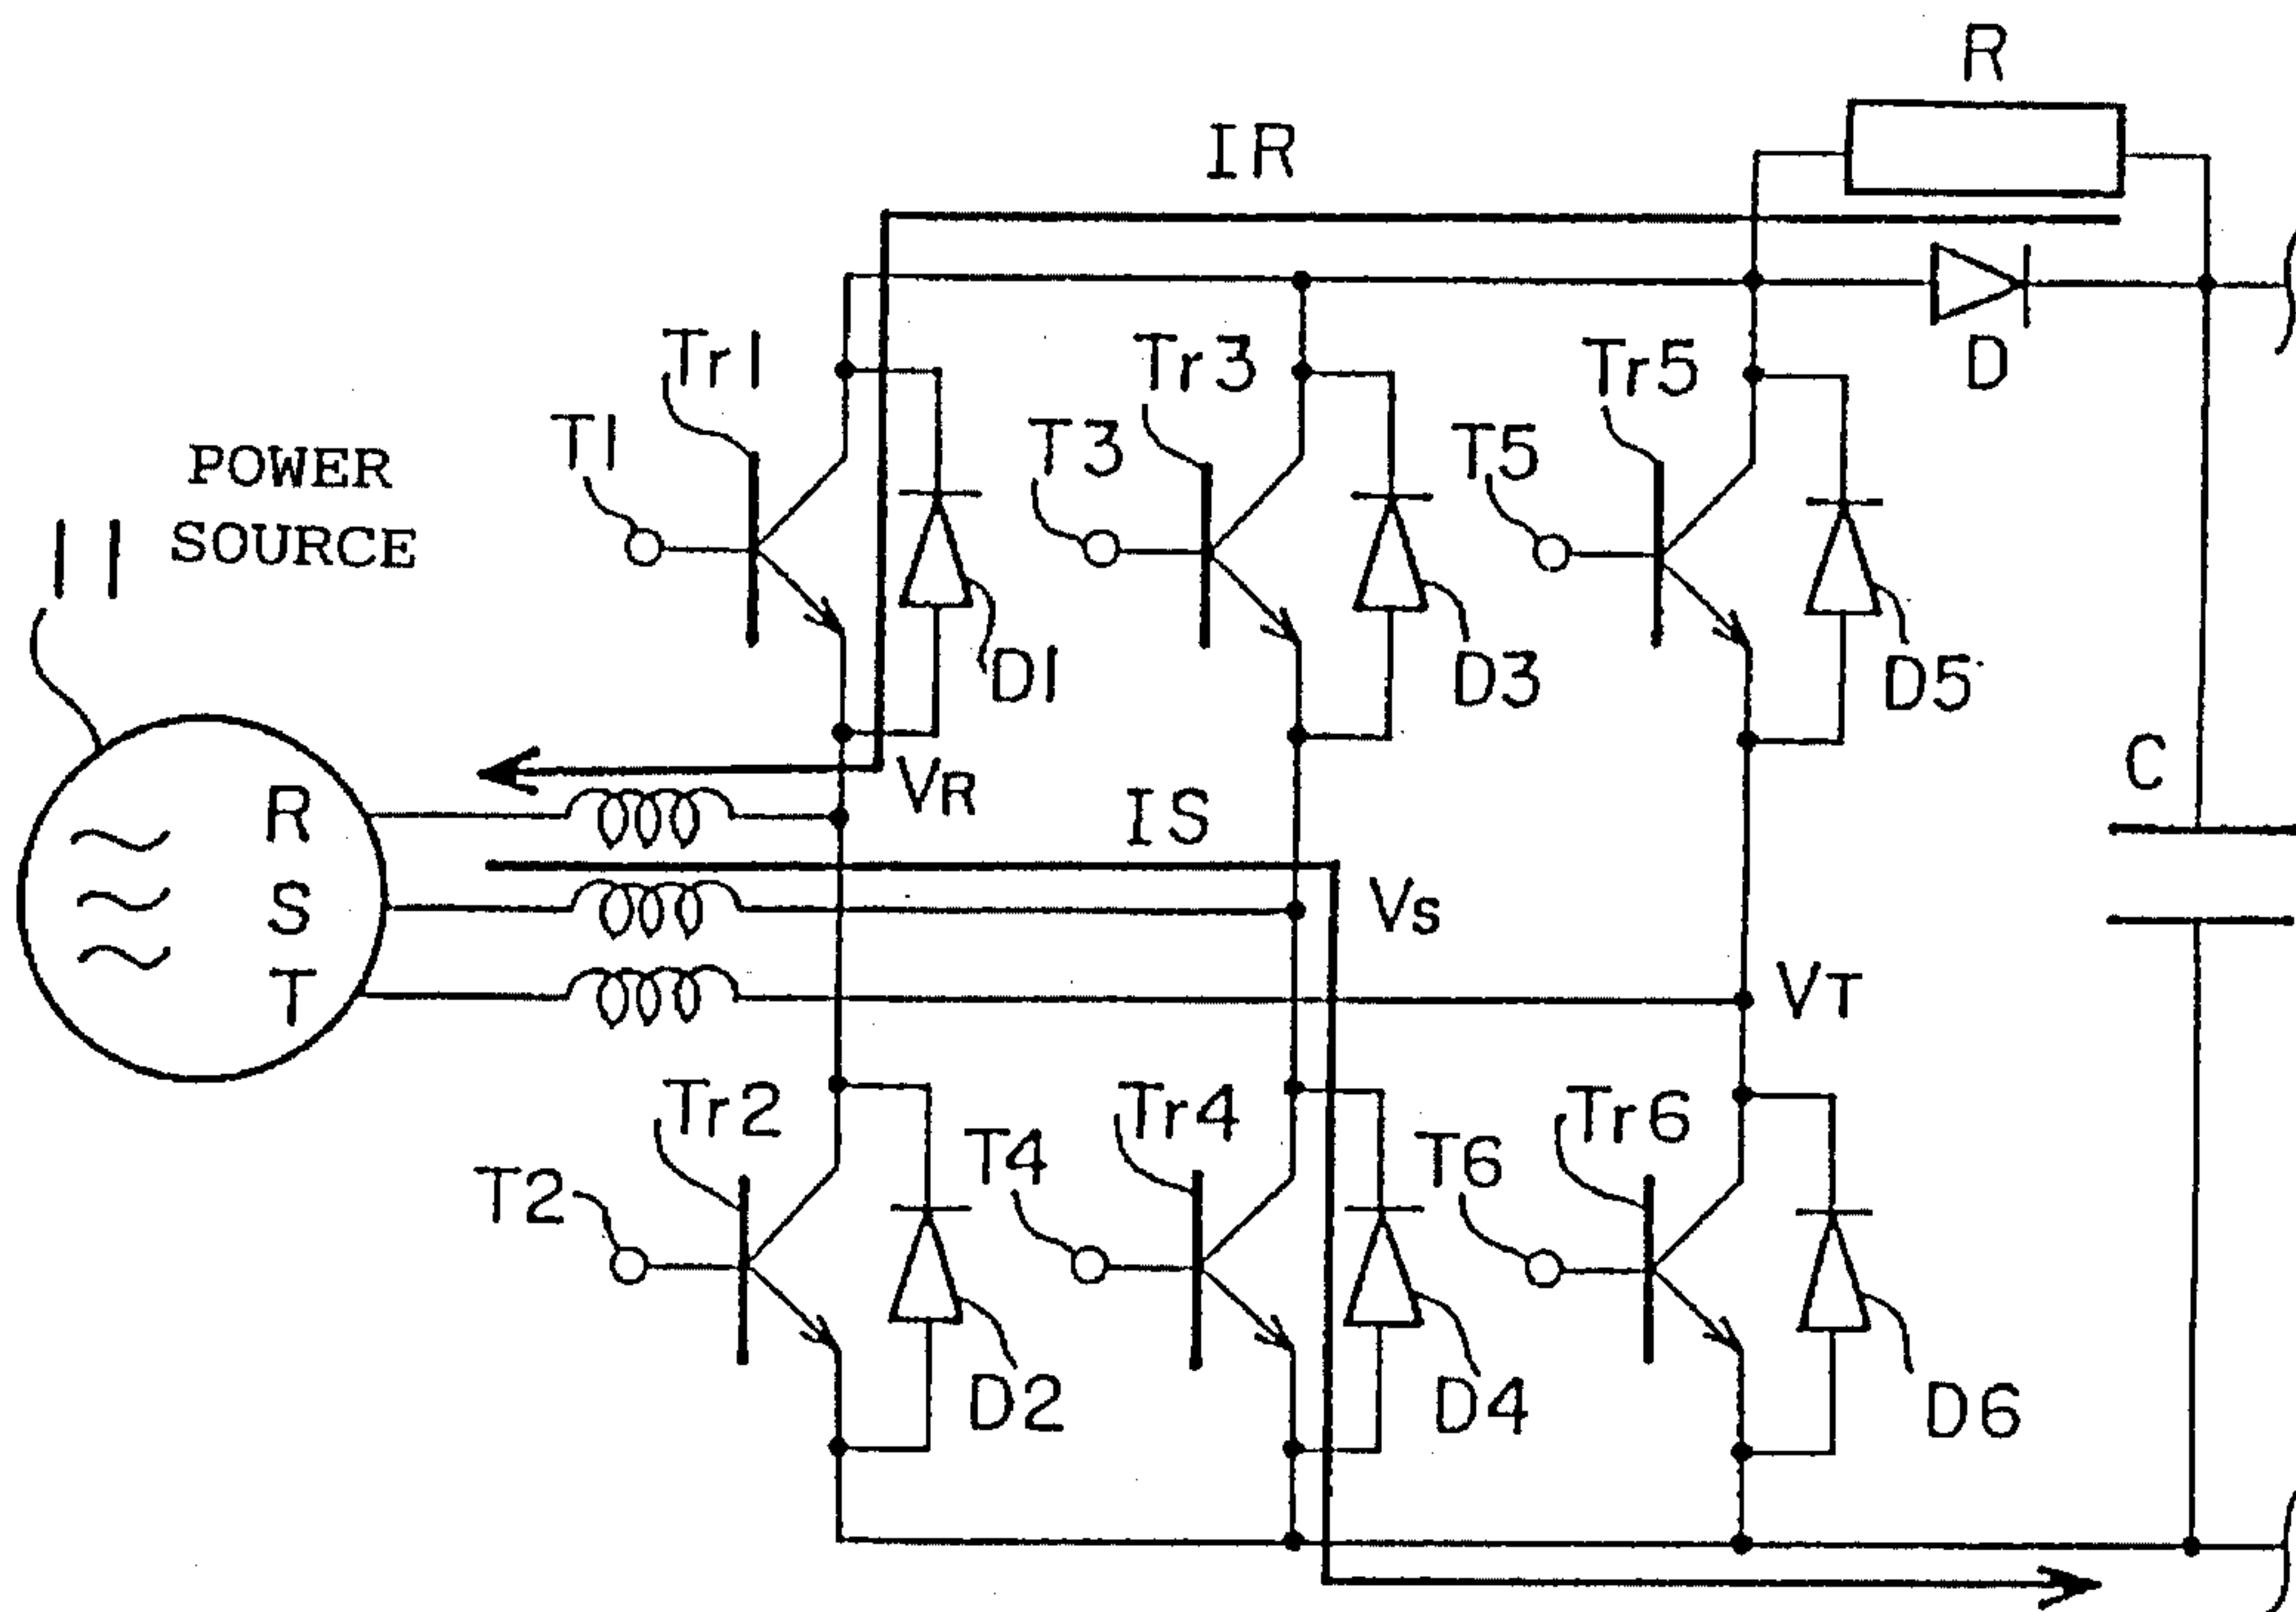 R
IR
Tr1
Tr3
Tr5
D
T1
T3
T5
POWER
SOURCE
11
D1
D3
D5
C
R
VR
IS
S
VS
T
VT
Tr2
Tr4
Tr6
T2
T4
T6
D2
D4
D6